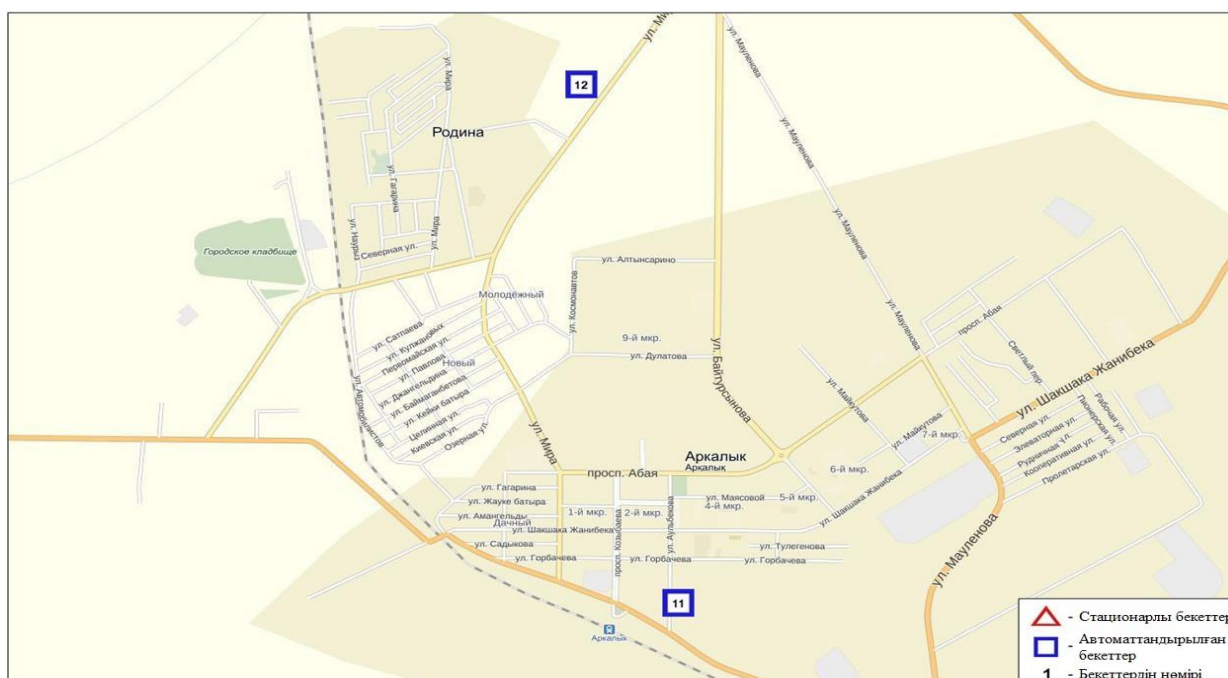 ул. Мира
ул. Мауленова
12
ул. Мира
Родина
ул. Мауленова
ул. Гагарина
ул. Наурыз
ул. Мира
ул. Мауленова
Городское кладбище
Северная ул.
ул. Алтынсарино
Молодёжный
ул. Космонавтов
ул. Сатпаева
ул. Кулжановых
Первомайская ул.
9-й мкр.
ул. Мауленова
просп. Абая
ул. Павлова
Новый
ул. Дулатова
ул. Байтурсынова
Светлый пер.
ул. Джангельдина
ул. Баймаганбетова
ул. Майкутова
ул. Шакшака Жанибека
ул. Автомобилистов
ул. Кейки батыра
Целинная ул.
Киевская ул.
Озерная ул.
ул. Мира
ул. Майкутова
7-й мкр.
Северная ул.
Рабочая ул.
Пионерская ул.
Элеваторная ул.
Рудничная ул.
Кооперативная ул.
Пролетарская ул.
Аркалык
Аркалық
просп. Абая
6-й мкр.
ул. Гагарина
ул. Маясовой
5-й мкр.
ул. Шакшака Жанибека
ул. Жауке батыра
1-й мкр.
2-й мкр.
4-й мкр.
ул. Амангельды
Дачный
ул. Шакшака Жанибека
просп. Козыбаева
ул. Аульбекова
ул. Садыкова
ул. Тулегенова
ул. Горбачева
ул. Горбачева
ул. Горбачева
ул. Мауленова
11
Аркалык
- Стационарлы бекеттер
- Автоматтандырылған
бекеттер
1 - Бекеттердің нөмірі